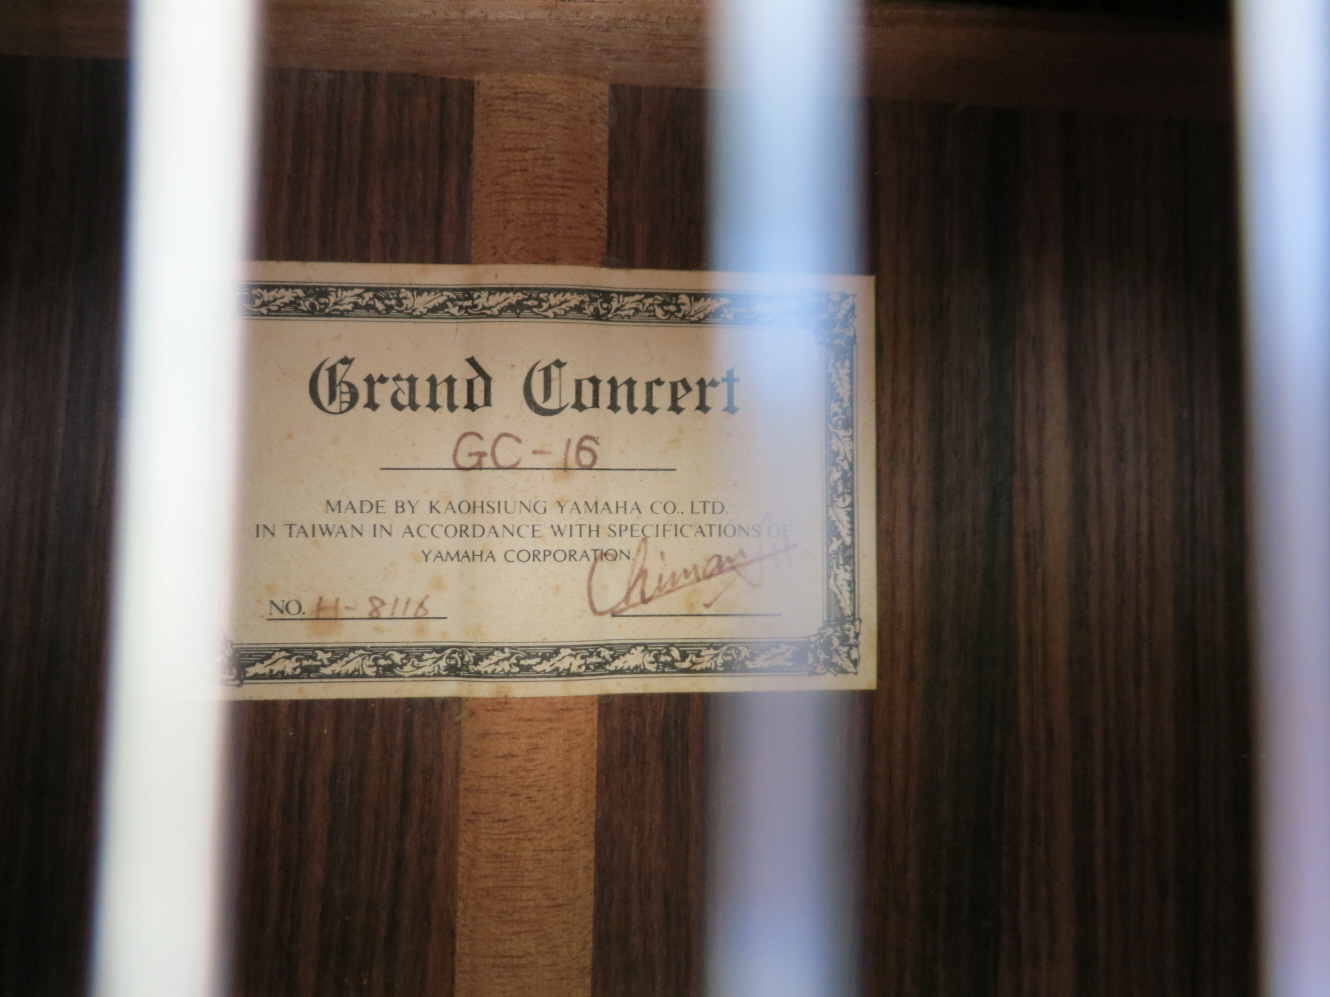 Grand Concert
GC-16
MADE BY KAOHSIUNG YAMAHA CO., LTD.
IN TAIWAN IN ACCORDANCE WITH SPECIFICATIONS OF
YAMAHA CORPORATION.
NO. H-8116